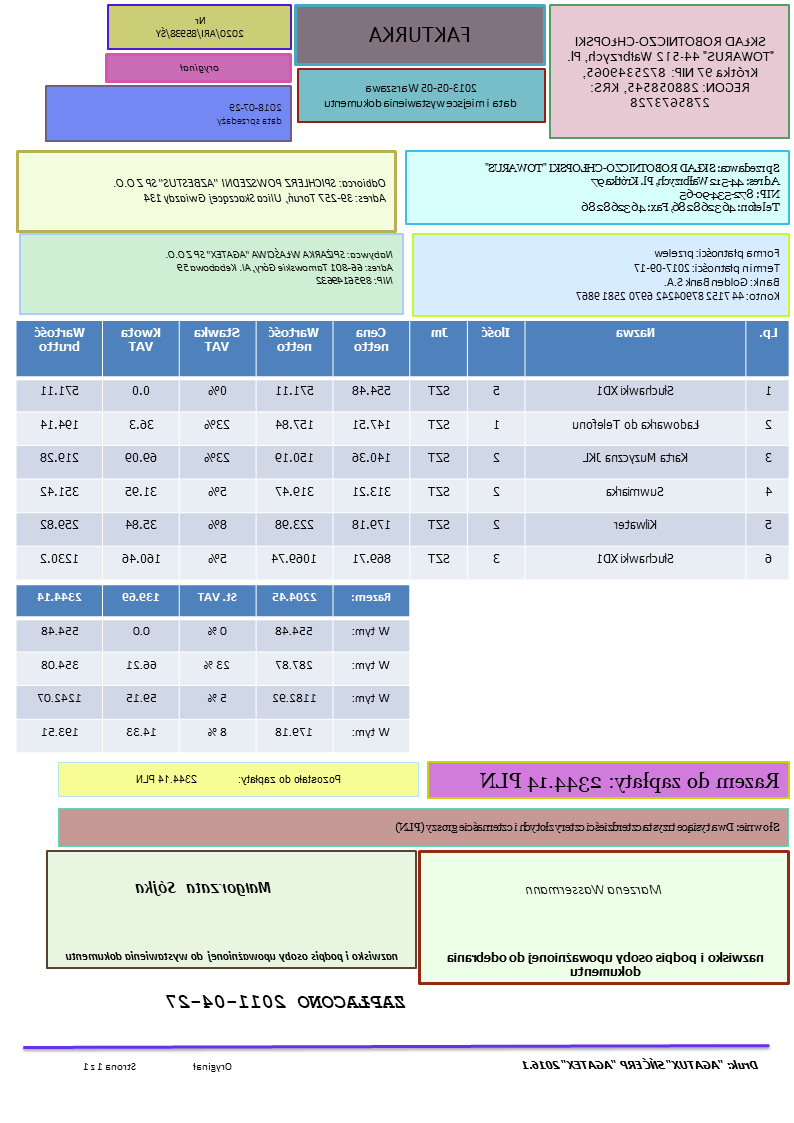 SKŁAD ROBOTNICZO-CHŁOPSKI
"TOWARUS" 44-512 Wałbrzych, Pl.
Krótka 97 NIP: 8725349065,
REGON: 288058545, KRS:
2785673728
FAKTURKA
2013-05-05 Warszawa
data i miejsce wystawienia dokumentu
Nr
2020/ARI/85938/ŚY
oryginał
2018-07-29
data sprzedaży
Sprzedawca: SKŁAD ROBOTNICZO-CHŁOPSKI "TOWARUS"
Adres: 44-512 Wałbrzych, Pl. Krótka 97
NIP: 872-534-90-65
Telefon: 463268286, Fax: 463268286
Odbiorca: SPICHLERZ POWSZEDNI "AZBESTUS" SP Z O.O.
Adres: 39-257 Toruń, Ulica Skaczącej Gwiazdy 134
Forma płatności: przelew
Termin płatności: 2017-09-17
Bank: Golden Bank S.A.
Konto: 44 7152 87904242 6970 2581 9867
Nabywca: SPIŻARKA WŁAŚCIWA "AGATEX" SP Z O.O.
Adres: 66-801 Tarnowskie Góry, Al. Kebabowa 59
NIP: 8956149632
Lp. Nazwa Ilość Jm Cena netto Wartość netto Stawka VAT Kwota VAT Wartość brutto
1 Słuchawki XD1 5 SZT 554.48 571.11 0% 0.0 571.11
2 Ładowarka do Telefonu 1 SZT 147.51 157.84 23% 36.3 194.14
3 Karta Muzyczna JKL 2 SZT 140.36 150.19 23% 69.09 219.28
4 Suwmiarka 2 SZT 313.21 319.47 5% 31.95 351.42
5 Kilwater 2 SZT 179.18 223.98 8% 35.84 259.82
6 Słuchawki XD1 3 SZT 869.71 1069.74 5% 160.46 1230.2
Razem: 2204.45 St. VAT 139.69 2344.14
W tym: 554.48 0 % 0.0 554.48
W tym: 287.87 23 % 66.21 354.08
W tym: 1182.92 5 % 59.15 1242.07
W tym: 179.18 8 % 14.33 193.51
Razem do zapłaty: 2344.14 PLN
Pozostało do zapłaty: 2344.14 PLN
Słownie: Dwa tysiące trzysta czterdzieści cztery złotych i czternaście groszy (PLN)
Marzena Wassermann
nazwisko i podpis osoby upoważnionej do odebrania
dokumentu
Małgorzata Sójka
nazwisko i podpis osoby upoważnionej do wystawienia dokumentu
ZAPŁACONO 2011-04-27
Druk: "AGATUX" SŃĆERP "AGATEX" 2016.1
Oryginał
Strona 1 z 1